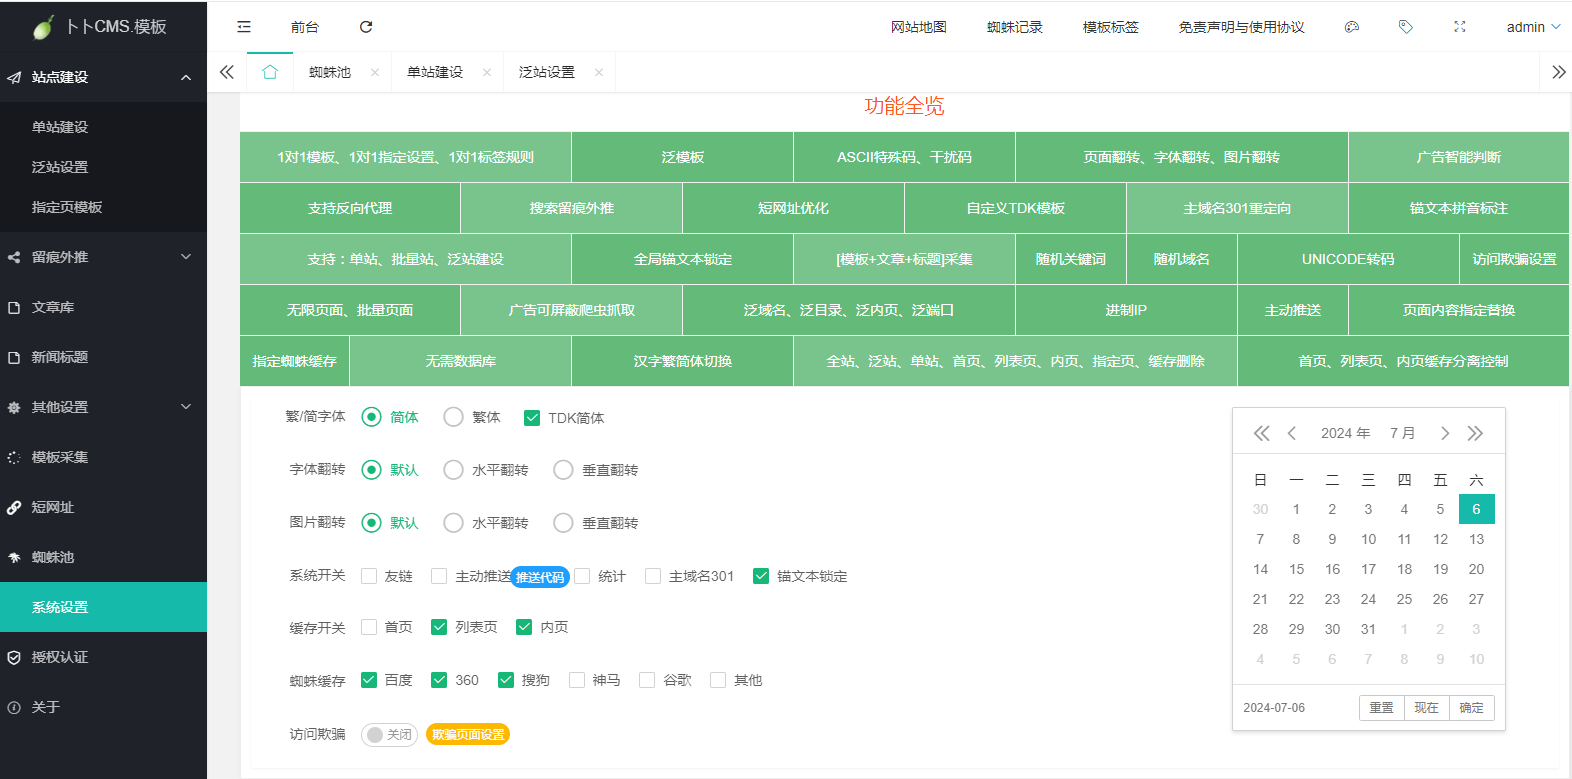 卜卜CMS.模板
前台
网站地图
蜘蛛记录
模板标签
免责声明与使用协议
admin
站点建设
单站建设
泛站设置
指定页模板
留痕外推
文章库
新闻标题
其他设置
模板采集
短网址
蜘蛛池
系统设置
授权认证
关于
蜘蛛池
单站建设
泛站设置
功能全览
1对1模板、1对1指定设置、1对1标签规则
泛模板
ASCII特殊码、干扰码
页面翻转、字体翻转、图片翻转
广告智能判断
支持反向代理
搜索留痕外推
短网址优化
自定义TDK模板
主域名301重定向
锚文本拼音标注
支持：单站、批量站、泛站建设
全局锚文本锁定
[模板+文章+标题]采集
随机关键词
随机域名
UNICODE转码
访问欺骗设置
无限页面、批量页面
广告可屏蔽爬虫抓取
泛域名、泛目录、泛内页、泛端口
进制IP
主动推送
页面内容指定替换
指定蜘蛛缓存
无需数据库
汉字繁简体切换
全站、泛站、单站、首页、列表页、内页、指定页、缓存删除
首页、列表页、内页缓存分离控制
繁/简字体 简体 繁体 TDK简体
字体翻转 默认 水平翻转 垂直翻转
图片翻转 默认 水平翻转 垂直翻转
系统开关 友链 主动推送 推送代码 统计 主域名301 锚文本锁定
缓存开关 首页 列表页 内页
蜘蛛缓存 百度 360 搜狗 神马 谷歌 其他
访问欺骗 关闭 欺骗页面设置
2024 年 7 月
日 一 二 三 四 五 六
30 1 2 3 4 5 6
7 8 9 10 11 12 13
14 15 16 17 18 19 20
21 22 23 24 25 26 27
28 29 30 31 1 2 3
4 5 6 7 8 9 10
2024-07-06 重置 现在 确定